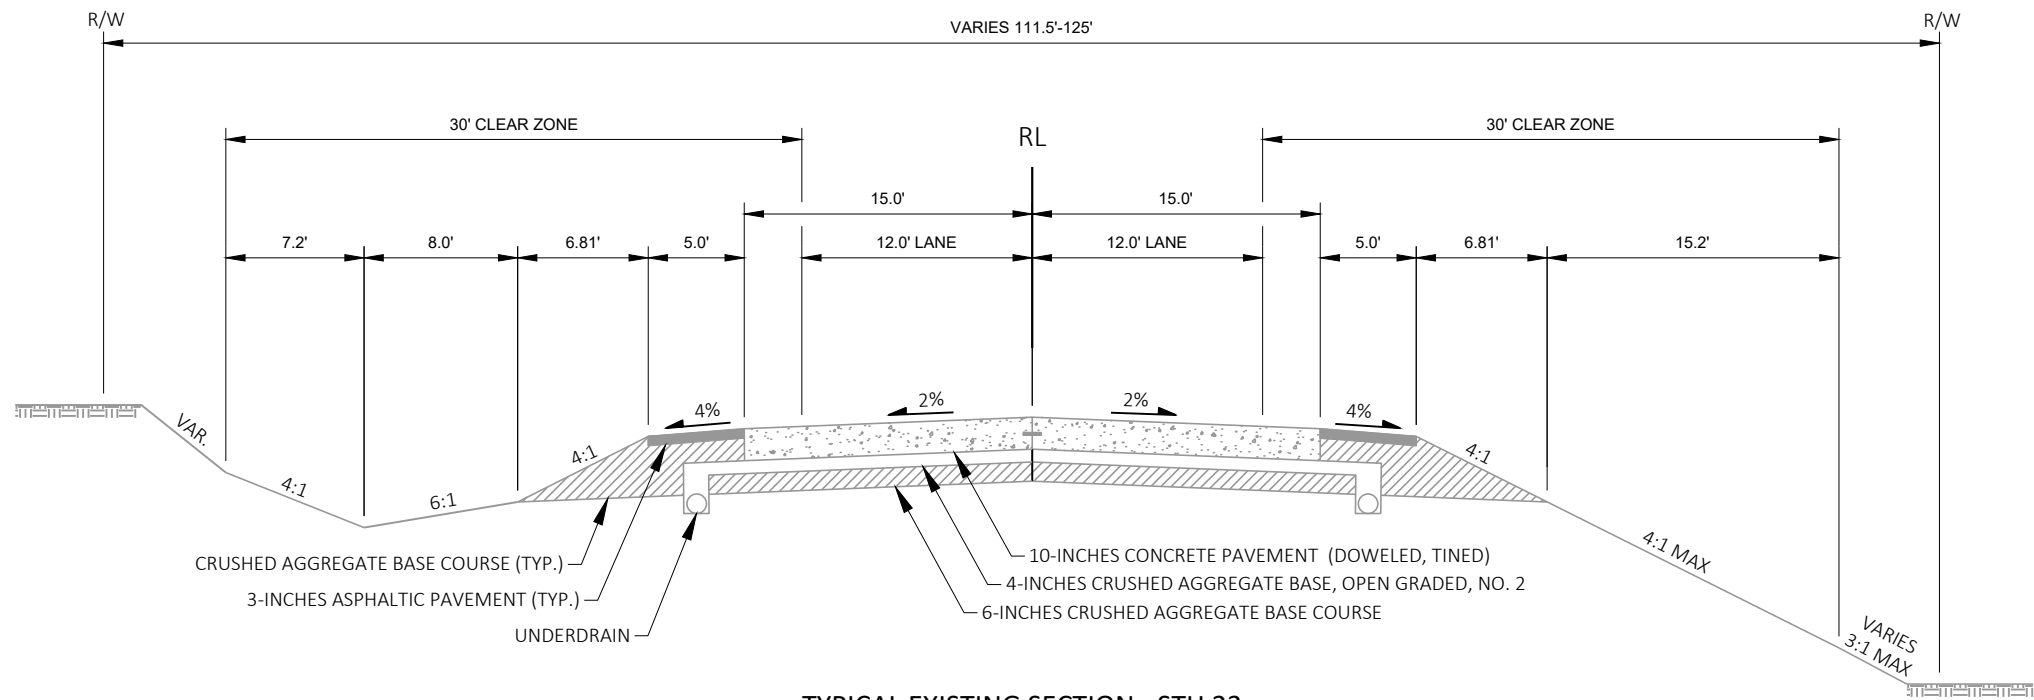 R/W
VARIES 111.5'-125'
R/W
30' CLEAR ZONE
RL
30' CLEAR ZONE
15.0'
15.0'
7.2'
8.0'
6.81'
5.0'
12.0' LANE
12.0' LANE
5.0'
6.81'
15.2'
VAR.
4:1
6:1
4:1
4%
2%
2%
4%
4:1
4:1 MAX
VARIES
3:1 MAX
CRUSHED AGGREGATE BASE COURSE (TYP.)
3-INCHES ASPHALTIC PAVEMENT (TYP.)
UNDERDRAIN
10-INCHES CONCRETE PAVEMENT (DOWELED, TINED)
4-INCHES CRUSHED AGGREGATE BASE, OPEN GRADED, NO. 2
6-INCHES CRUSHED AGGREGATE BASE COURSE
TYPICAL EXISTING SECTION - STH